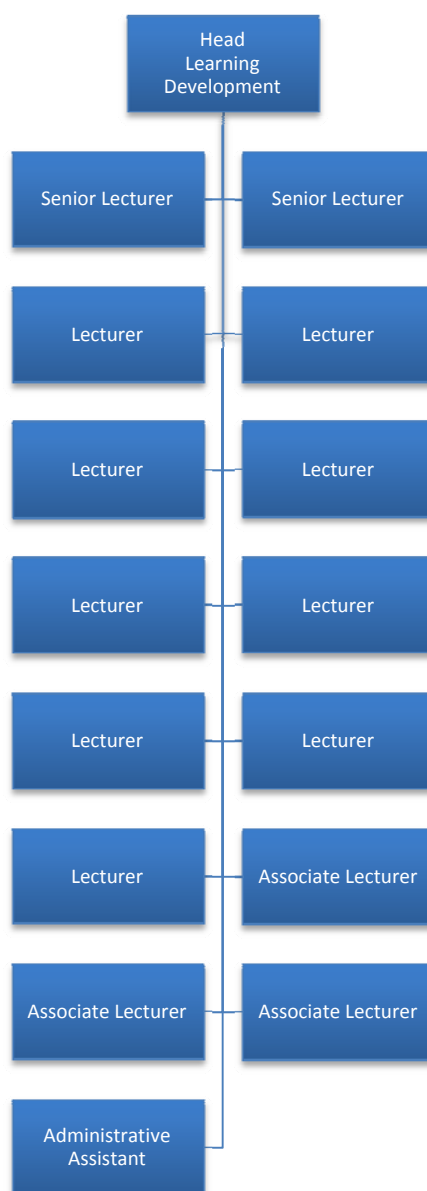 Head
Learning
Development
Senior Lecturer
Senior Lecturer
Lecturer
Lecturer
Lecturer
Lecturer
Lecturer
Lecturer
Lecturer
Lecturer
Lecturer
Associate Lecturer
Associate Lecturer
Associate Lecturer
Administrative
Assistant